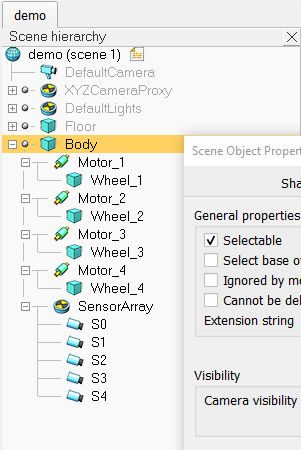 demo
Scene hierarchy
demo (scene 1)
DefaultCamera
XYZCameraProxy
DefaultLights
Floor
Body
Motor_1
Wheel_1
Motor_2
Wheel_2
Motor_3
Wheel_3
Motor_4
Wheel_4
SensorArray
S0
S1
S2
S3
S4
Scene Object Prope
Sha
General properties
Selectable
Select base o
Ignored by m
Cannot be de
Extension string
Visibility
Camera visibility